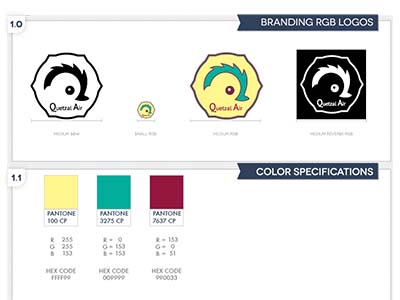 1.0
BRANDING RGB LOGOS
Quetzal Air
Quetzal Air
Quetzal Air
MEDIUM B&W
SMALL RGB
MEDIUM RGB
MEDIUM REVERSE RGB
1.1
COLOR SPECIFICATIONS
PANTONE
100 CP
PANTONE
3275 CP
PANTONE
7637 CP
R 255
G 255
B 153
R = 0
G = 153
B = 153
R = 153
B = 0
B = 51
HEX CODE
FFFF99
HEX CODE
009999
HEX CODE
990033